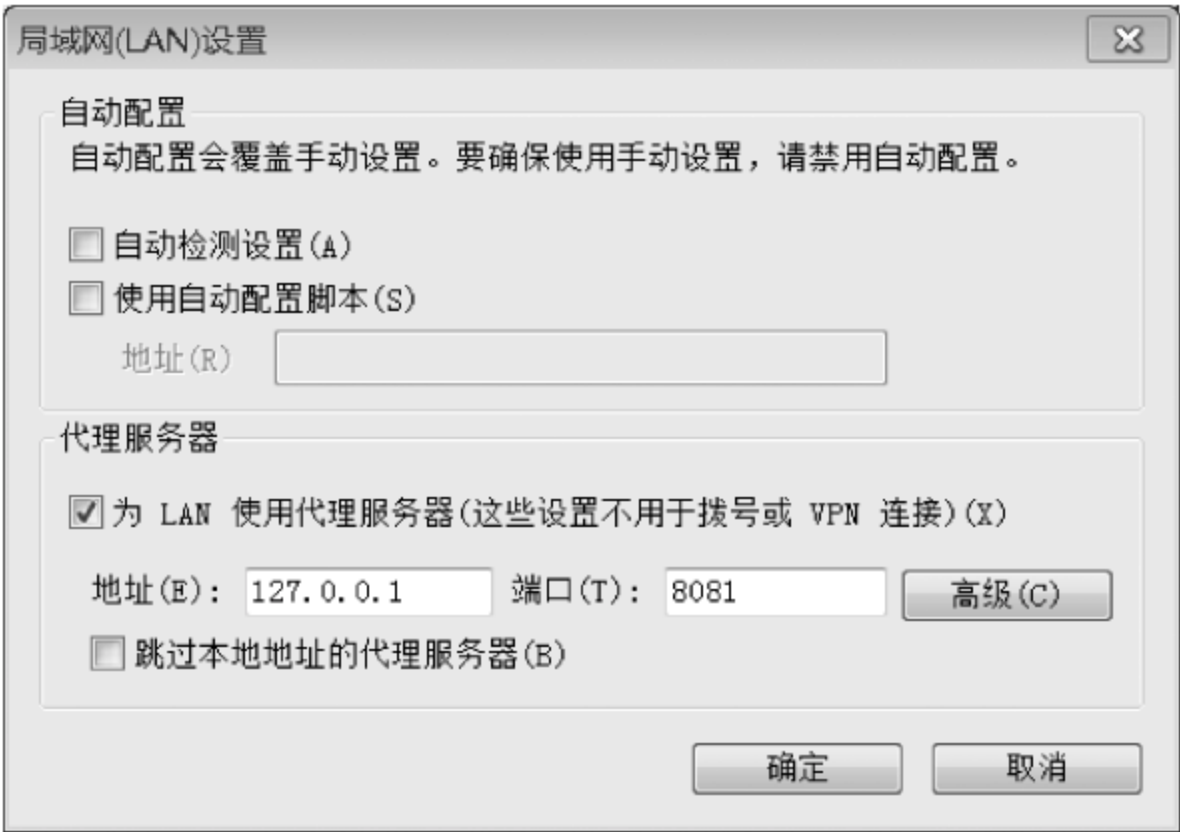 局域网(LAN)设置
自动配置
自动配置会覆盖手动设置。要确保使用手动设置，请禁用自动配置。
自动检测设置(A)
使用自动配置脚本(S)
地址(R)
代理服务器
为 LAN 使用代理服务器(这些设置不用于拨号或 VPN 连接)(X)
地址(E): 127.0.0.1 端口(T): 8081 高级(C)
跳过本地地址的代理服务器(B)
确定 取消